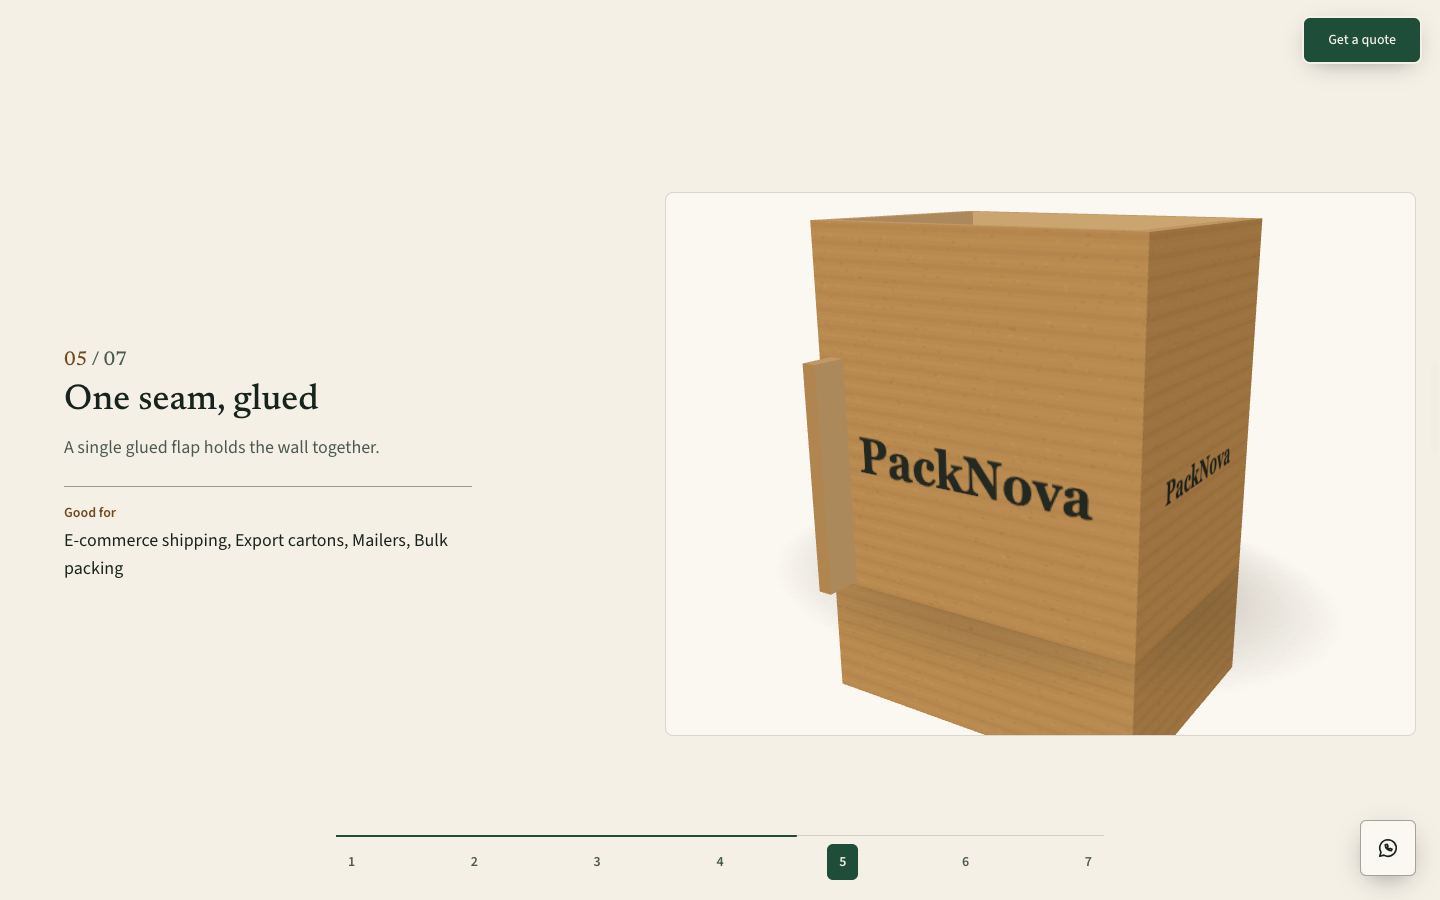 Get a quote
05 / 07
One seam, glued
A single glued flap holds the wall together.
Good for
E-commerce shipping, Export cartons, Mailers, Bulk
packing
PackNova
PackNova
1 2 3 4 5 6 7